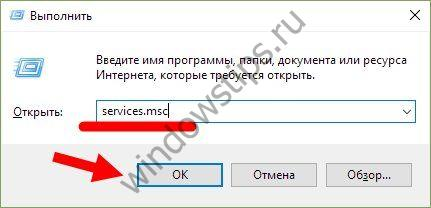 Выполнить
Введите имя программы, папки, документа или ресурса
Интернета, которые требуется открыть.
Открыть: services.msc
OK Отмена Обзор...
windowstips.ru